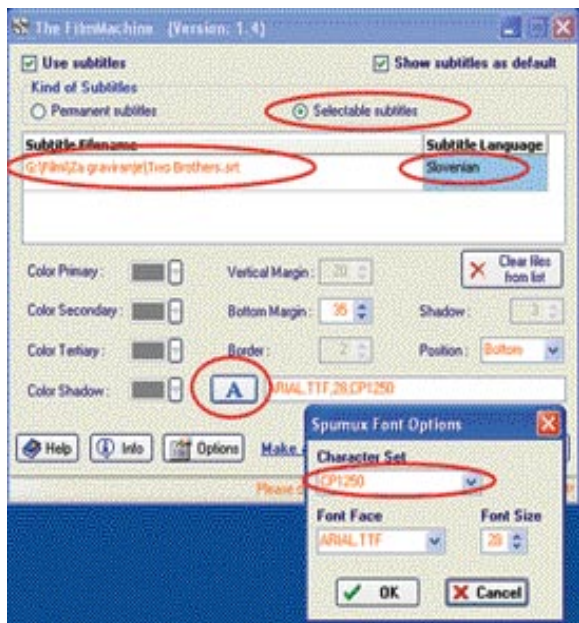 The FilmMachine (Version: 1.4)
Use subtitles
Show subtitles as default
Kind of Subtitles
Permanent subtitles
Selectable subtitles
Subtitle Filename
Subtitle Language
G:\Filmi\Za graviranje\Two Brothers.srt
Slovenian
Color Primary :
Vertical Margin :
20
Clear files from list
Color Secondary :
Bottom Margin :
35
Shadow :
3
Color Tertiary :
Border :
2
Position :
Bottom
Color Shadow :
A
ARIAL.TTF,28,CP1250
Help
Info
Options
Make
Please
Spumux Font Options
Character Set
CP1250
Font Face
Font Size
ARIAL.TTF
28
OK
Cancel